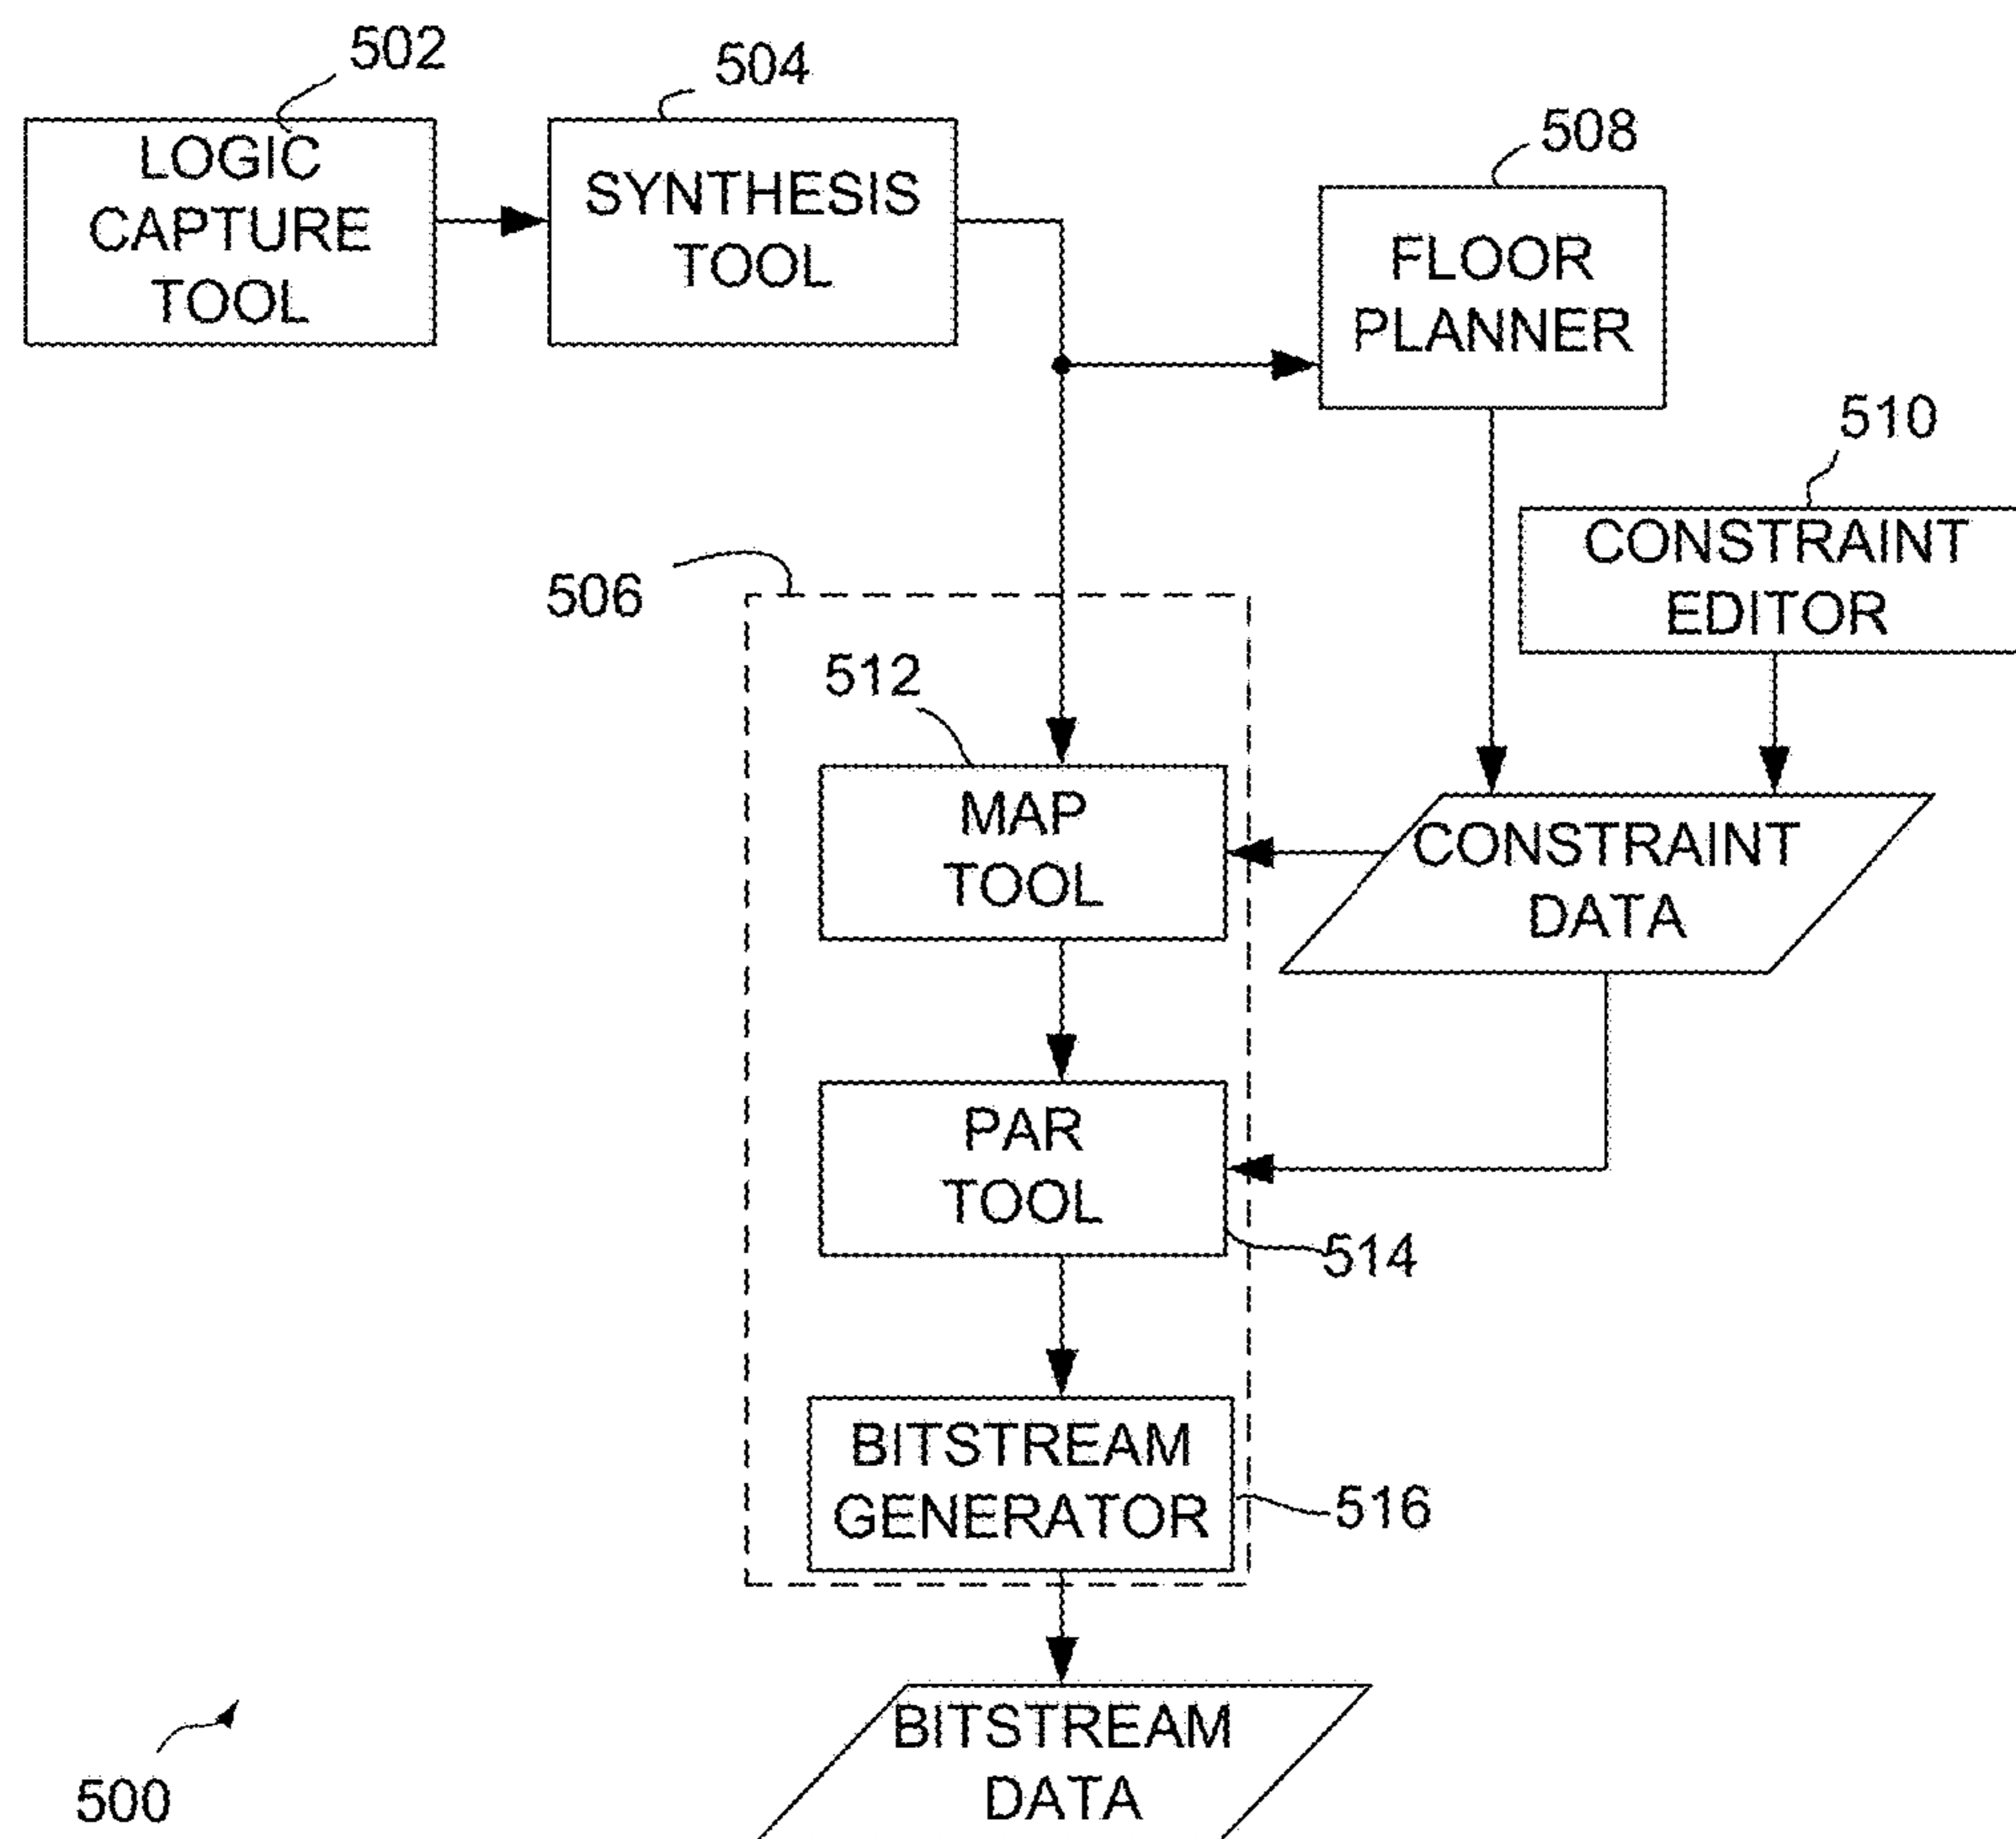 502
504
LOGIC
CAPTURE
TOOL
SYNTHESIS
TOOL
508
FLOOR
PLANNER
510
CONSTRAINT
EDITOR
506
512
MAP
TOOL
CONSTRAINT
DATA
PAR
TOOL
514
BITSTREAM
GENERATOR
516
BITSTREAM
DATA
500